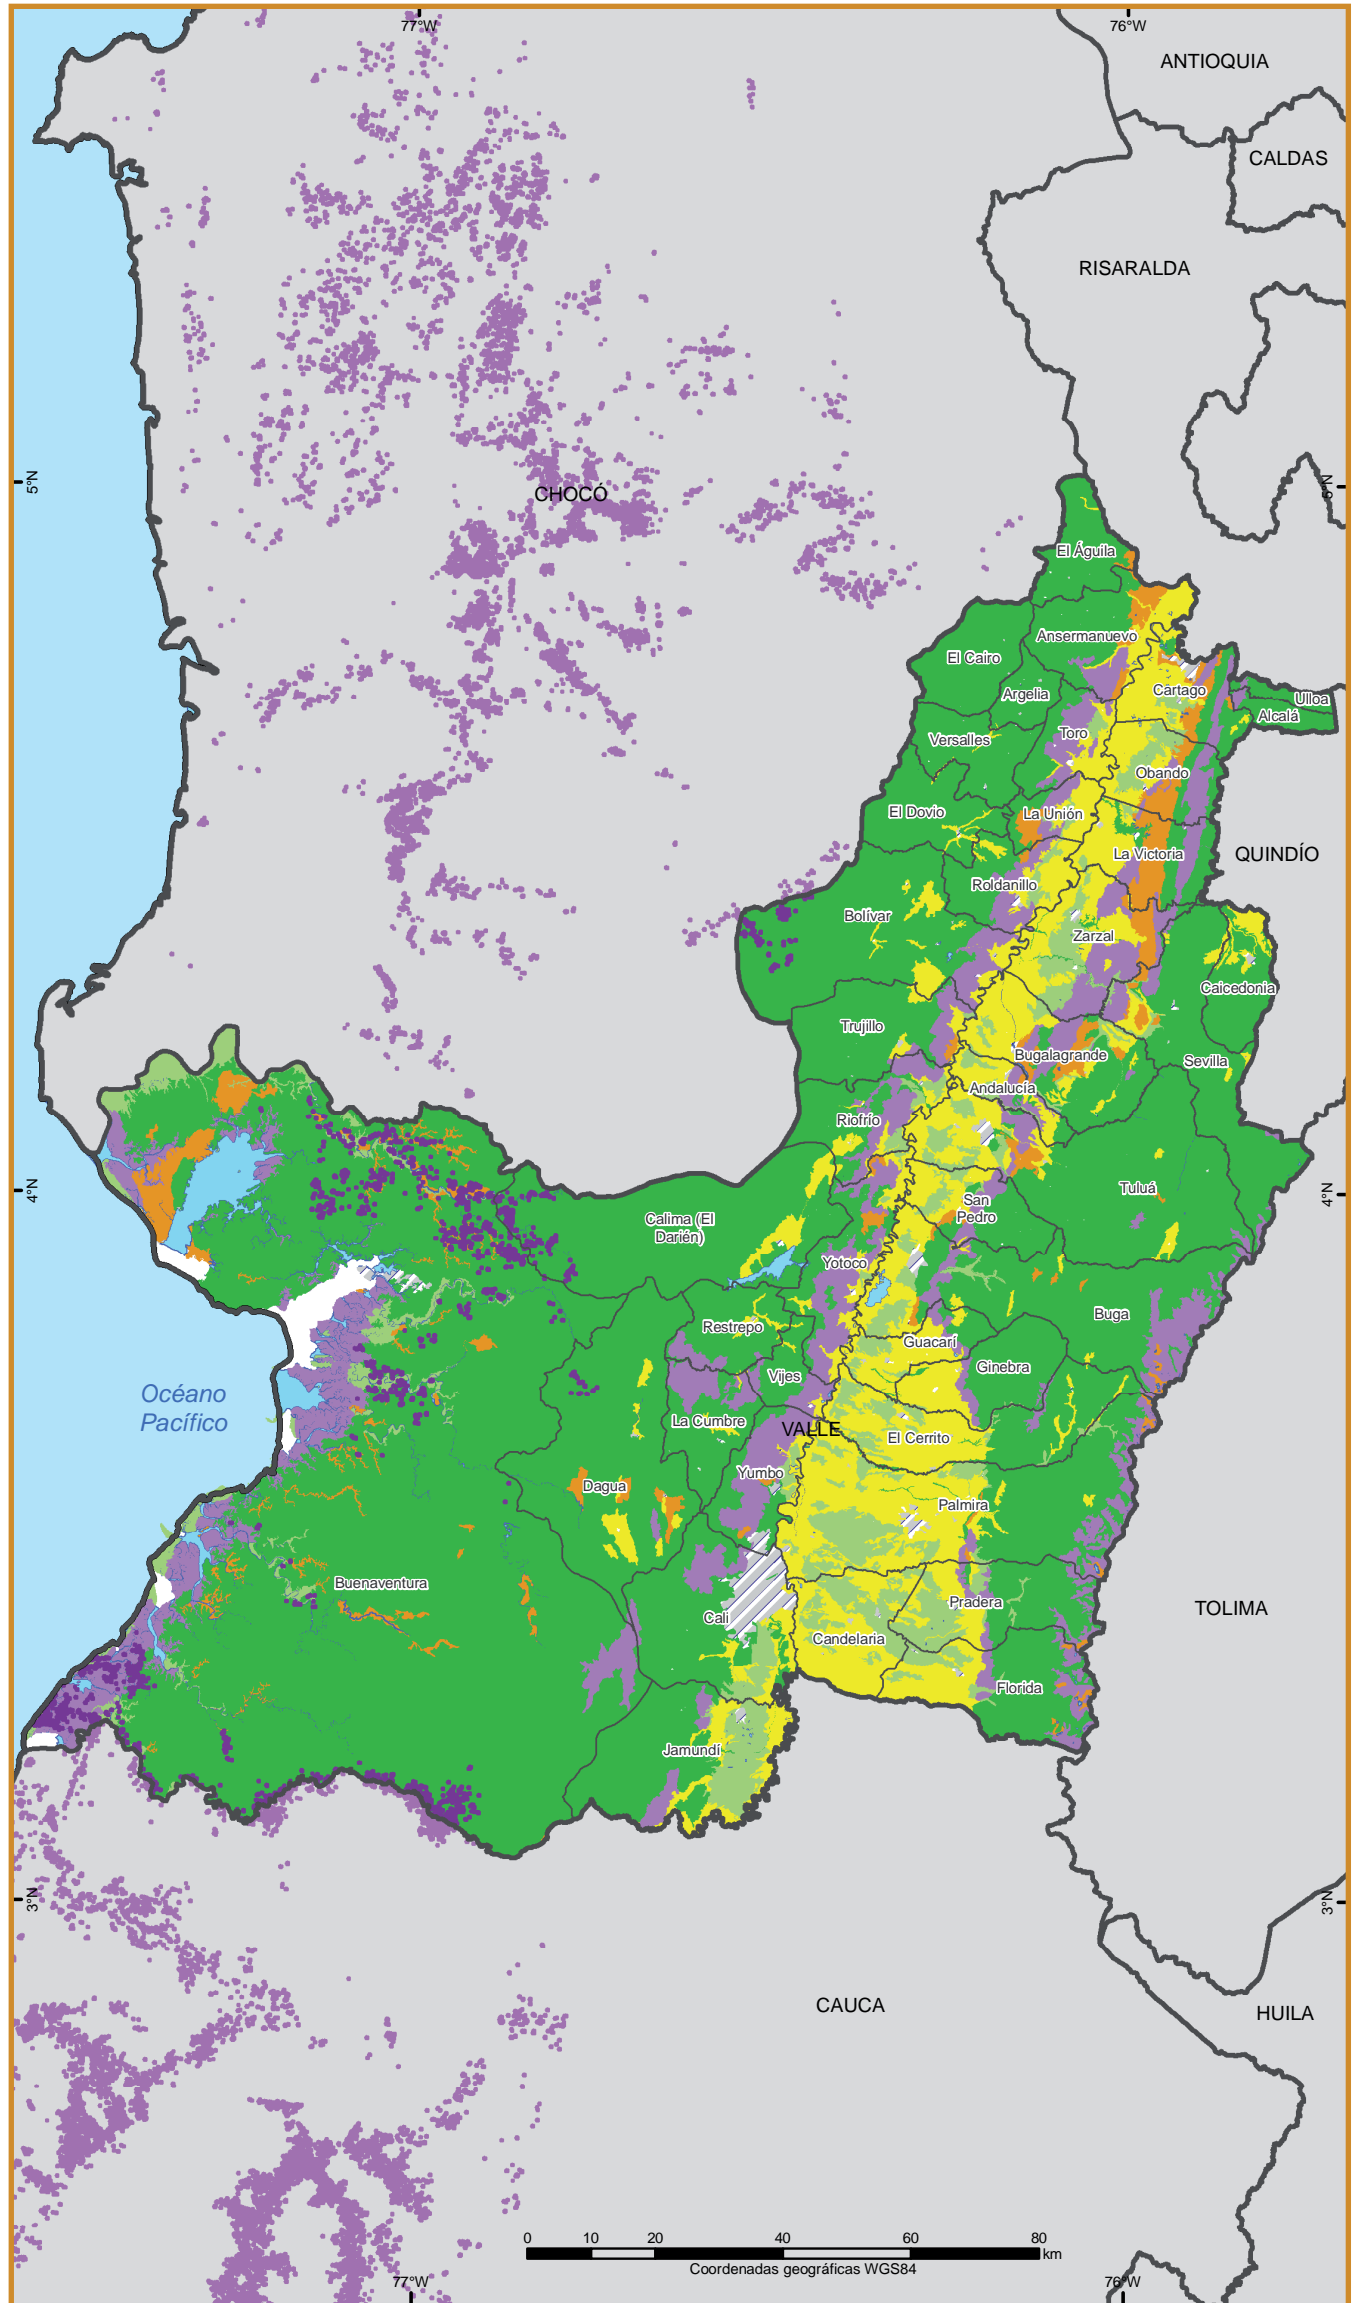 77°W
76°W
ANTIOQUIA
CALDAS
RISARALDA
5°N
5°N
CHOCÓ
El Águila
Ansermanuevo
El Cairo
Cartago
Argelia
Ulloa
Alcalá
Toro
Versalles
Obando
El Dovio
La Unión
La Victoria
QUINDÍO
Roldanillo
Bolívar
Zarzal
Caicedonia
Trujillo
Bugalagrande
Sevilla
Andalucía
Riofrío
4°N
4°N
Tuluá
San
Pedro
Calima (El
Darién)
Yotoco
Buga
Restrepo
Guacarí
Ginebra
Vijes
Océano
Pacífico
La Cumbre
VALLE
El Cerrito
Yumbo
Dagua
Palmira
Buenaventura
Pradera
TOLIMA
Cali
Candelaria
Florida
Jamundí
3°N
3°N
CAUCA
HUILA
0 10 20 40 60 80
km
Coordenadas geográficas WGS84
77°W
76°W